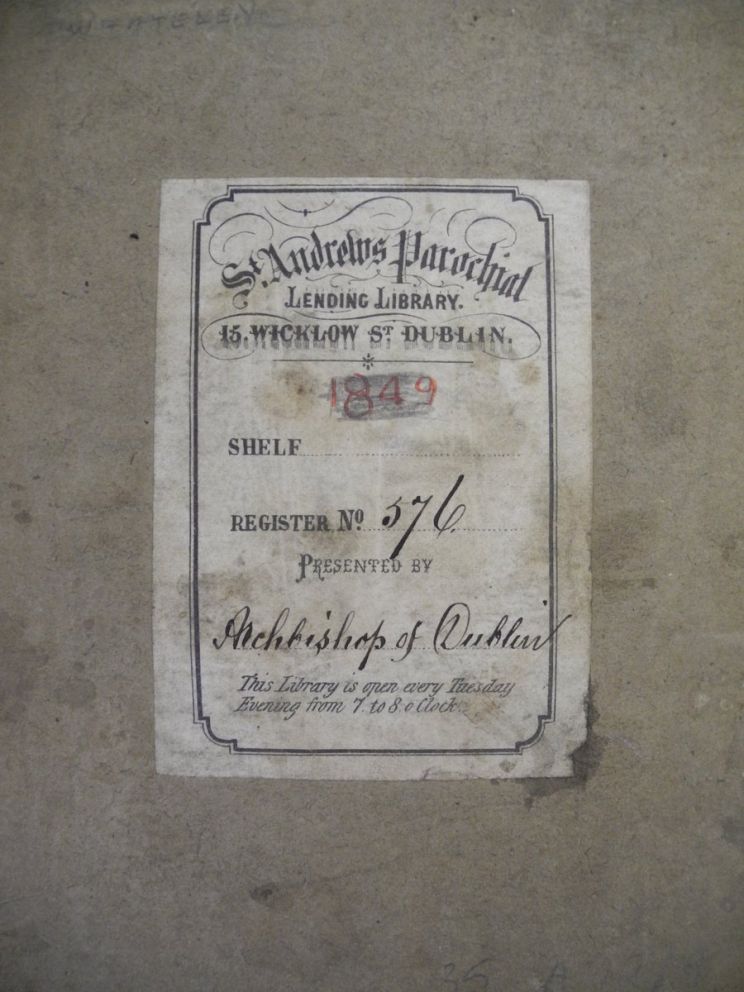 St. Andrews Parochial
LENDING LIBRARY.
15. WICKLOW ST. DUBLIN.
1849
SHELF
REGISTER No 576
PRESENTED BY
Archbishop of Dublin
This Library is open every Tuesday
Evening from 7. to 8. o Clock.